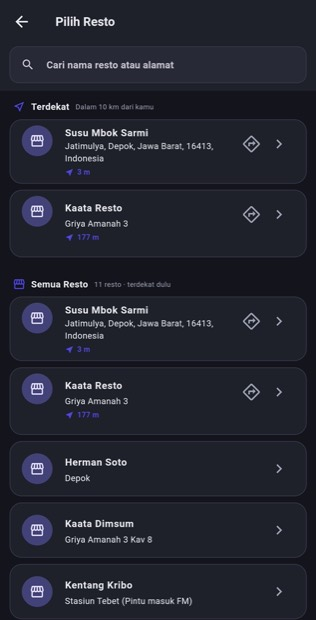 Pilih Resto
Cari nama resto atau alamat
Terdekat Dalam 10 km dari kamu
Susu Mbok Sarmi
Jatimulya, Depok, Jawa Barat, 16413,
Indonesia
3 m
Kaata Resto
Griya Amanah 3
177 m
Semua Resto 11 resto · terdekat dulu
Susu Mbok Sarmi
Jatimulya, Depok, Jawa Barat, 16413,
Indonesia
3 m
Kaata Resto
Griya Amanah 3
177 m
Herman Soto
Depok
Kaata Dimsum
Griya Amanah 3 Kav 8
Kentang Kribo
Stasiun Tebet (Pintu masuk FM)